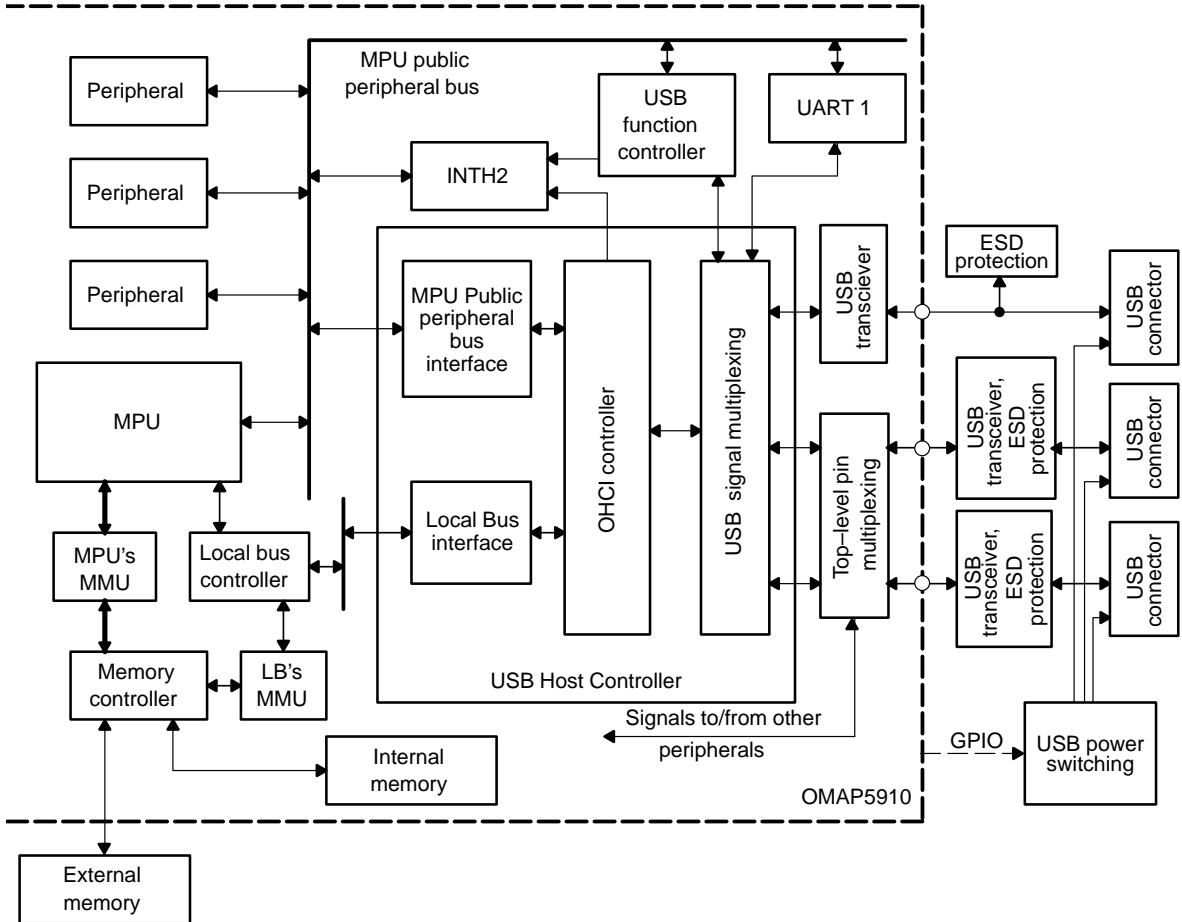 MPU public
peripheral bus
Peripheral
USB
function
controller
UART 1
INTH2
Peripheral
Peripheral
ESD
protection
USB
transciever
USB
connector
MPU Public
peripheral
bus
interface
OHCI controller
USB signal multiplexing
MPU
USB
transceiver,
ESD
protection
USB
connector
Top–level pin
multiplexing
Local Bus
interface
MPU's
MMU
Local bus
controller
USB
transceiver,
ESD
protection
USB
connector
Memory
controller
LB's
MMU
USB Host Controller
Signals to/from other
peripherals
GPIO
USB power
switching
Internal
memory
OMAP5910
External
memory